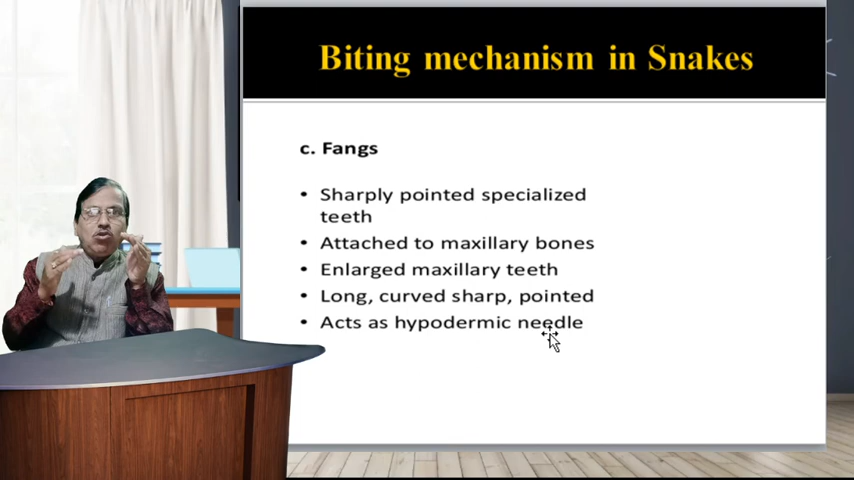 Biting mechanism in Snakes
c. Fangs
• Sharply pointed specialized
teeth
• Attached to maxillary bones
• Enlarged maxillary teeth
• Long, curved sharp, pointed
• Acts as hypodermic needle